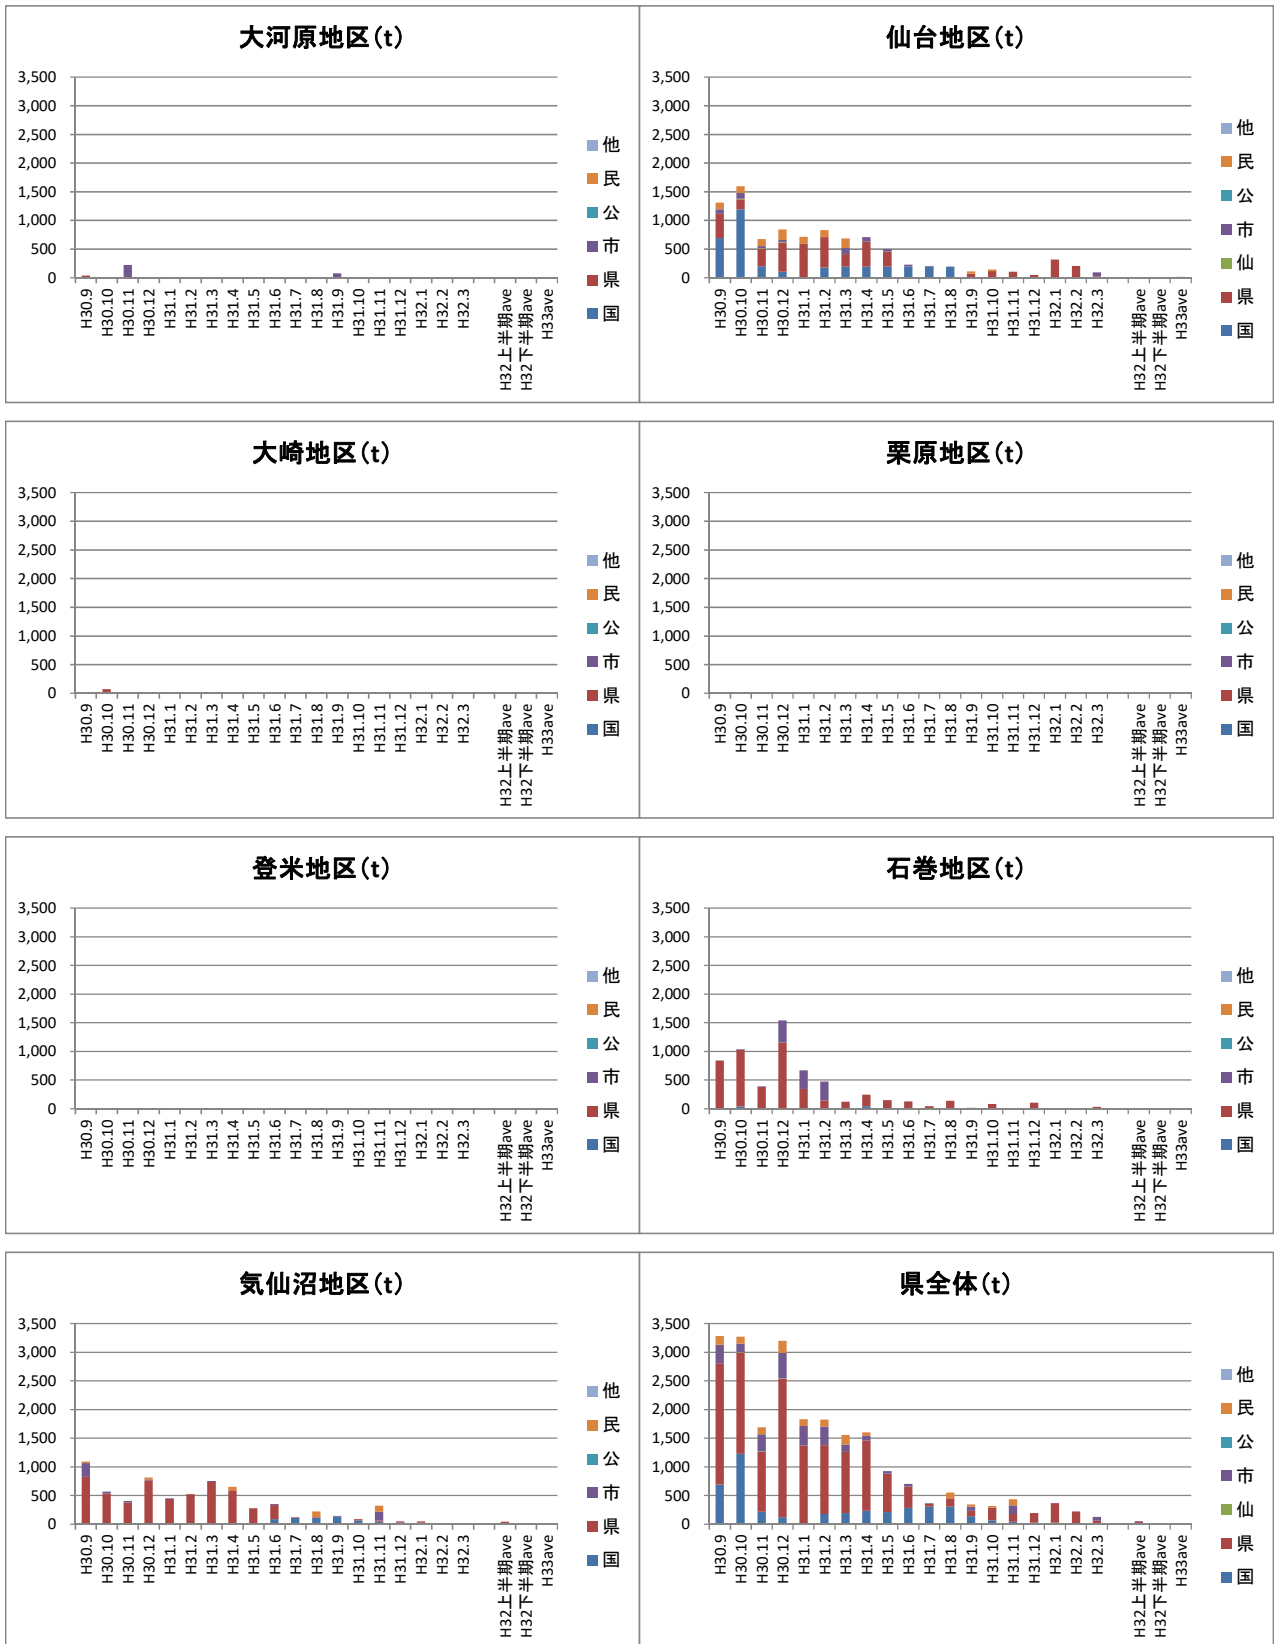 大河原地区(t)
3,500
3,000
2,500
2,000
1,500
1,000
500
0
H30.9
H30.10
H30.11
H30.12
H31.1
H31.2
H31.3
H31.4
H31.5
H31.6
H31.7
H31.8
H31.9
H31.10
H31.11
H31.12
H32.1
H32.2
H32.3
H32上半期ave
H32下半期ave
H33ave
他
民
公
市
県
国
仙台地区(t)
3,500
3,000
2,500
2,000
1,500
1,000
500
0
H30.9
H30.10
H30.11
H30.12
H31.1
H31.2
H31.3
H31.4
H31.5
H31.6
H31.7
H31.8
H31.9
H31.10
H31.11
H31.12
H32.1
H32.2
H32.3
H32上半期ave
H32下半期ave
H33ave
他
民
公
市
仙
県
国
大崎地区(t)
3,500
3,000
2,500
2,000
1,500
1,000
500
0
H30.9
H30.10
H30.11
H30.12
H31.1
H31.2
H31.3
H31.4
H31.5
H31.6
H31.7
H31.8
H31.9
H31.10
H31.11
H31.12
H32.1
H32.2
H32.3
H32上半期ave
H32下半期ave
H33ave
他
民
公
市
県
国
栗原地区(t)
3,500
3,000
2,500
2,000
1,500
1,000
500
0
H30.9
H30.10
H30.11
H30.12
H31.1
H31.2
H31.3
H31.4
H31.5
H31.6
H31.7
H31.8
H31.9
H31.10
H31.11
H31.12
H32.1
H32.2
H32.3
H32上半期ave
H32下半期ave
H33ave
他
民
公
市
県
国
登米地区(t)
3,500
3,000
2,500
2,000
1,500
1,000
500
0
H30.9
H30.10
H30.11
H30.12
H31.1
H31.2
H31.3
H31.4
H31.5
H31.6
H31.7
H31.8
H31.9
H31.10
H31.11
H31.12
H32.1
H32.2
H32.3
H32上半期ave
H32下半期ave
H33ave
他
民
公
市
県
国
石巻地区(t)
3,500
3,000
2,500
2,000
1,500
1,000
500
0
H30.9
H30.10
H30.11
H30.12
H31.1
H31.2
H31.3
H31.4
H31.5
H31.6
H31.7
H31.8
H31.9
H31.10
H31.11
H31.12
H32.1
H32.2
H32.3
H32上半期ave
H32下半期ave
H33ave
他
民
公
市
県
国
気仙沼地区(t)
3,500
3,000
2,500
2,000
1,500
1,000
500
0
H30.9
H30.10
H30.11
H30.12
H31.1
H31.2
H31.3
H31.4
H31.5
H31.6
H31.7
H31.8
H31.9
H31.10
H31.11
H31.12
H32.1
H32.2
H32.3
H32上半期ave
H32下半期ave
H33ave
他
民
公
市
県
国
県全体(t)
3,500
3,000
2,500
2,000
1,500
1,000
500
0
H30.9
H30.10
H30.11
H30.12
H31.1
H31.2
H31.3
H31.4
H31.5
H31.6
H31.7
H31.8
H31.9
H31.10
H31.11
H31.12
H32.1
H32.2
H32.3
H32上半期ave
H32下半期ave
H33ave
他
民
公
市
仙
県
国